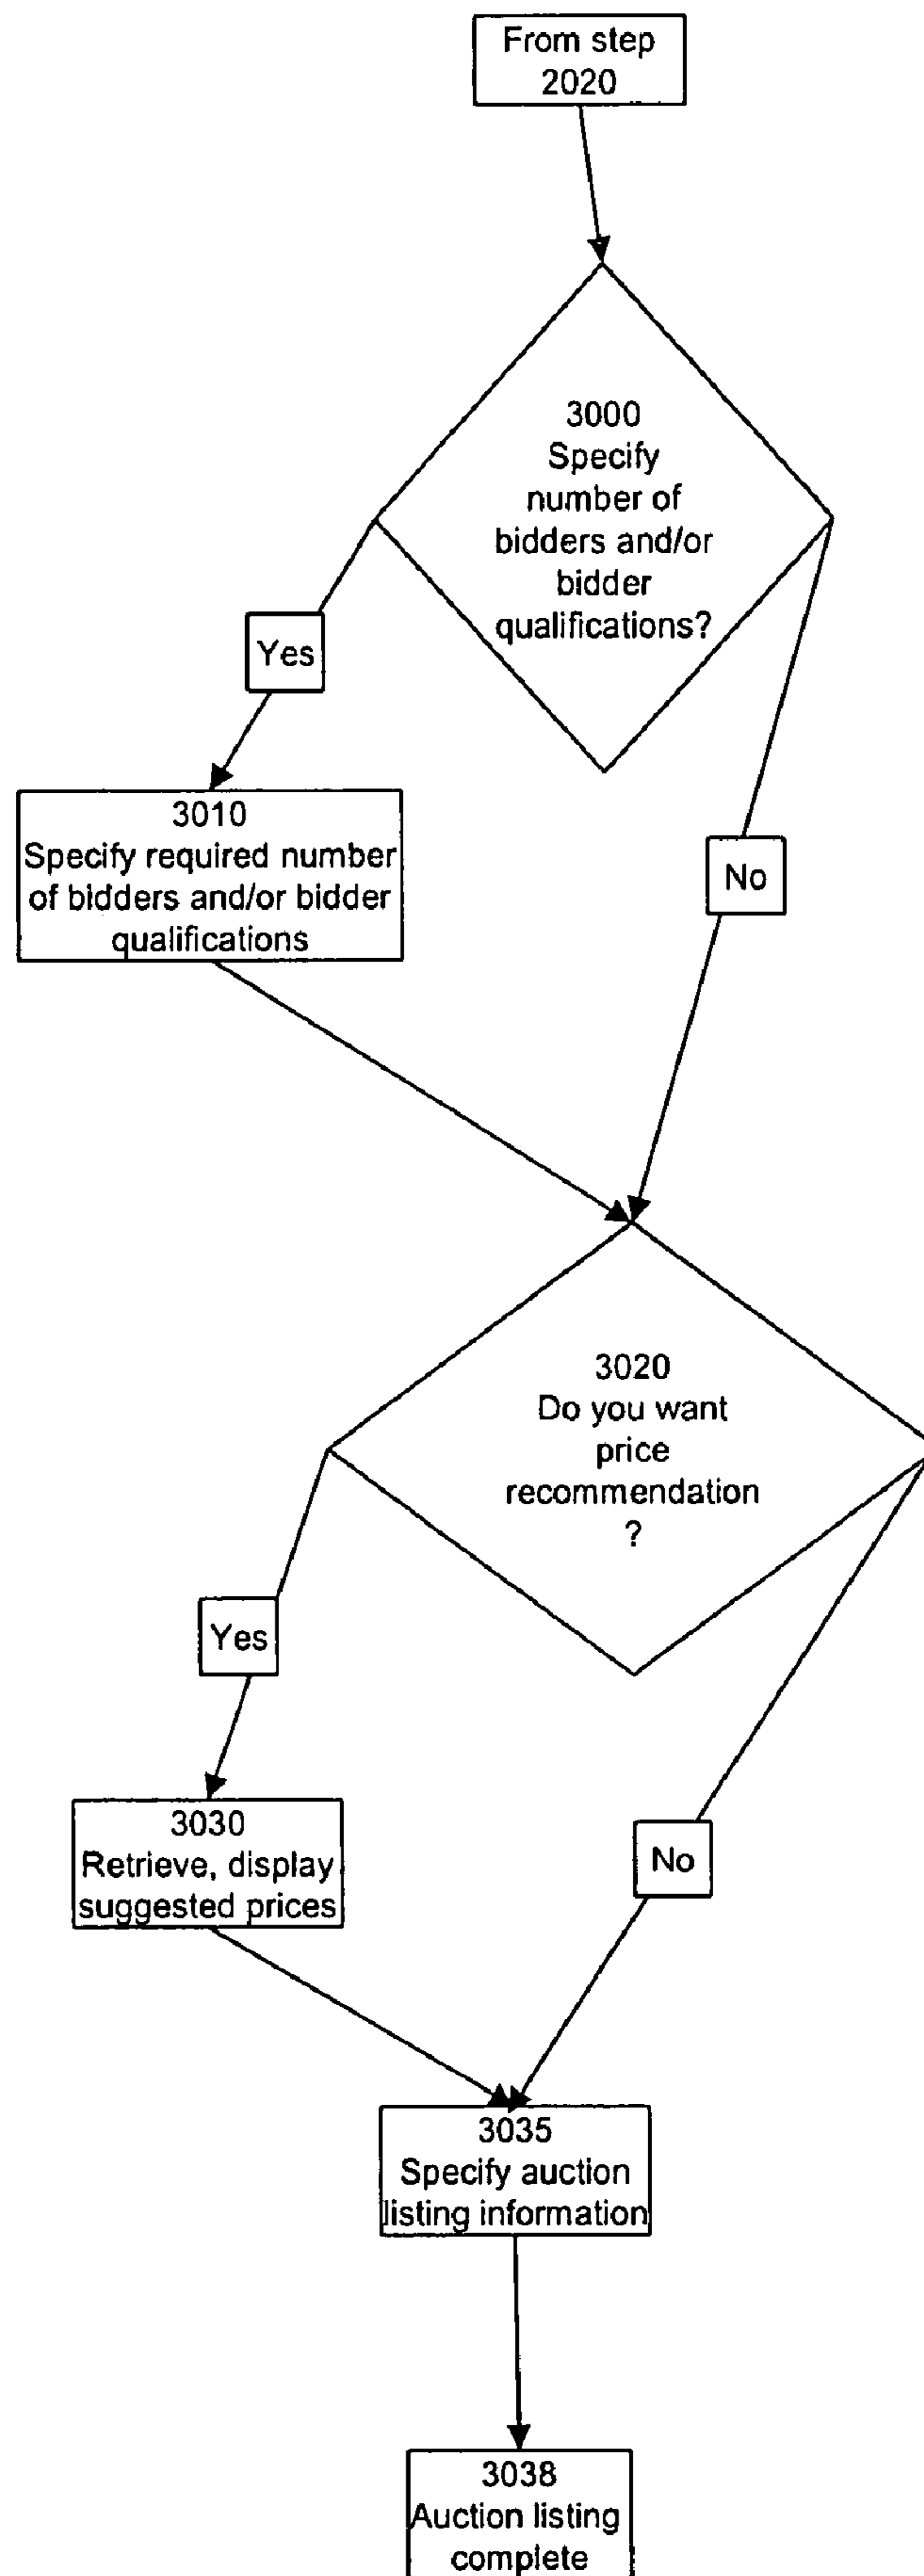 From step
2020
3000
Specify
number of
bidders and/or
bidder
qualifications?
Yes
3010
Specify required number
of bidders and/or bidder
qualifications
No
3020
Do you want
price
recommendation
?
Yes
3030
Retrieve, display
suggested prices
No
3035
Specify auction
listing information
3038
Auction listing
complete